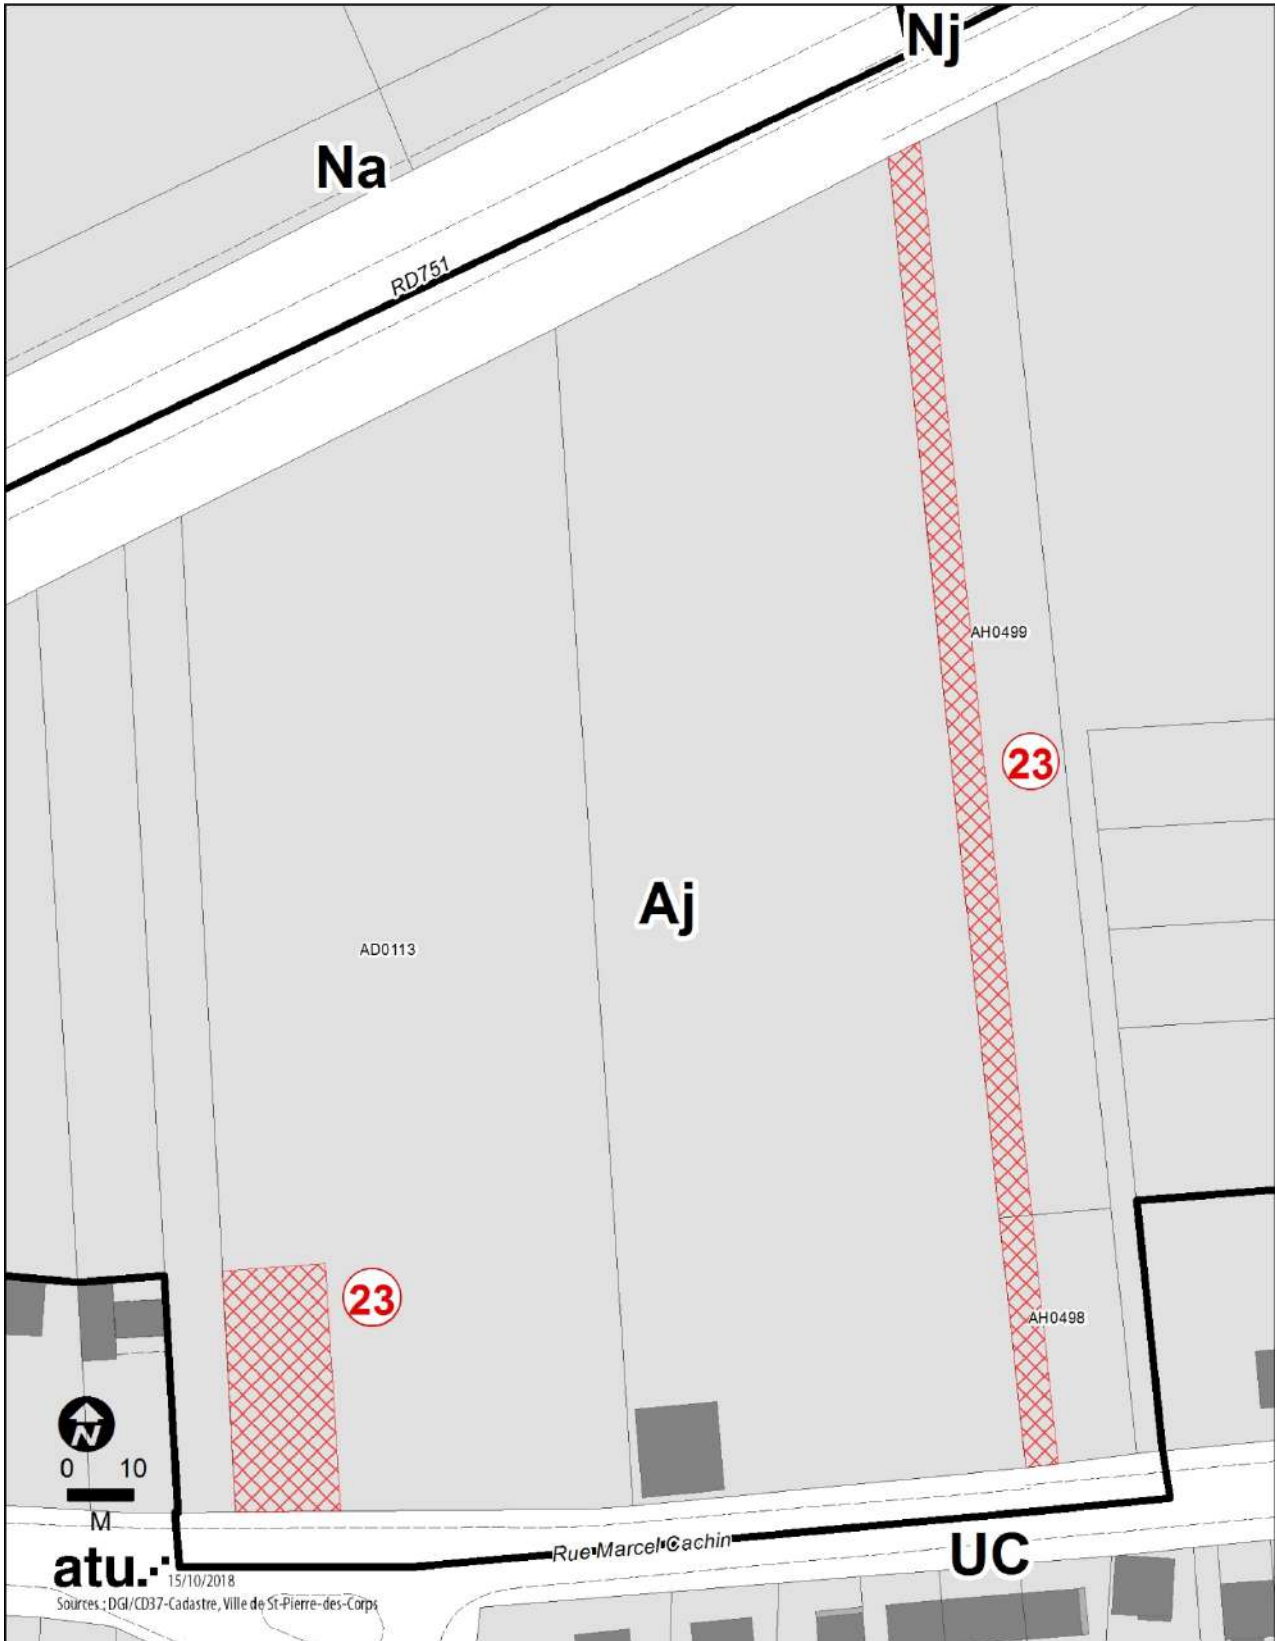 Nj
Na
RD751
AH0499
23
Aj
AD0113
23
AH0498
N
0 10
M
Rue Marcel Cachin
UC
atu.
15/10/2018
Sources : DGI/CD37-Cadastre, Ville de St-Pierre-des-Corps